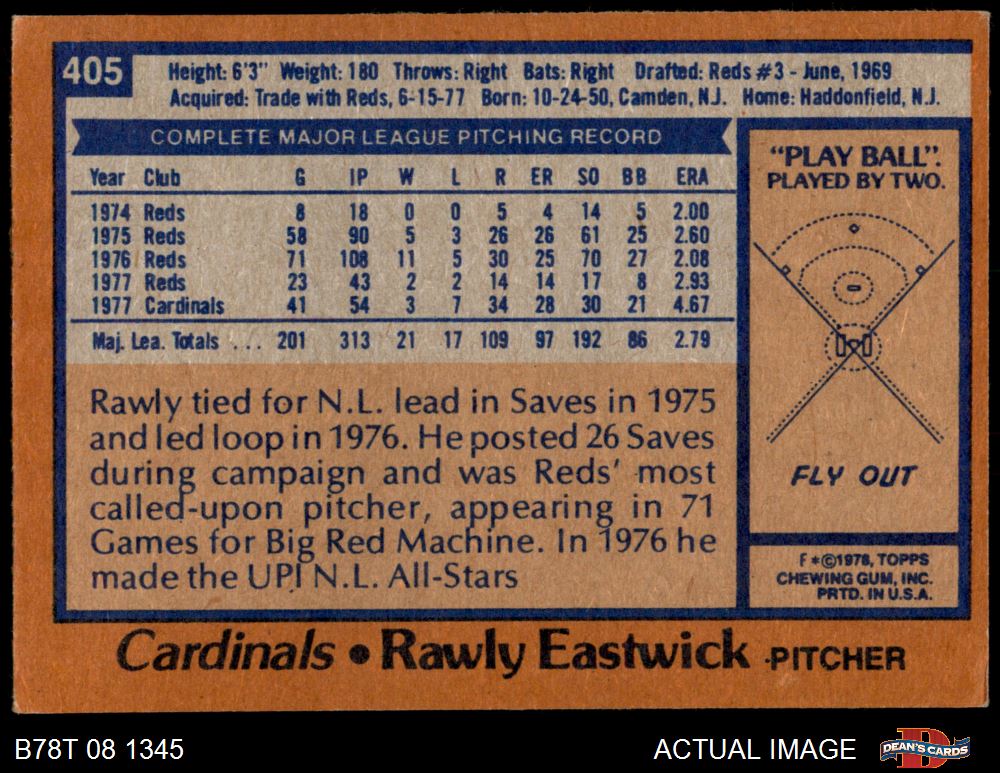 405
Height: 6'3" Weight: 180 Throws: Right Bats: Right Drafted: Reds #3 - June, 1969
Acquired: Trade with Reds, 6-15-77 Born: 10-24-50, Camden, N.J. Home: Haddonfield, N.J.
COMPLETE MAJOR LEAGUE PITCHING RECORD
Year Club G IP W L R ER SO BB ERA
1974 Reds 8 18 0 0 5 4 14 5 2.00
1975 Reds 58 90 5 3 26 26 61 25 2.60
1976 Reds 71 108 11 5 30 25 70 27 2.08
1977 Reds 23 43 2 2 14 14 17 8 2.93
1977 Cardinals 41 54 3 7 34 28 30 21 4.67
Maj. Lea. Totals ... 201 313 21 17 109 97 192 86 2.79
Rawly tied for N.L. lead in Saves in 1975
and led loop in 1976. He posted 26 Saves
during campaign and was Reds' most
called-upon pitcher, appearing in 71
Games for Big Red Machine. In 1976 he
made the UPI N.L. All-Stars
"PLAY BALL".
PLAYED BY TWO.
FLY OUT
F*©1978, TOPPS
CHEWING GUM, INC.
PRTD. IN U.S.A.
Cardinals • Rawly Eastwick PITCHER
B78T 08 1345
ACTUAL IMAGE
DEAN'S CARDS